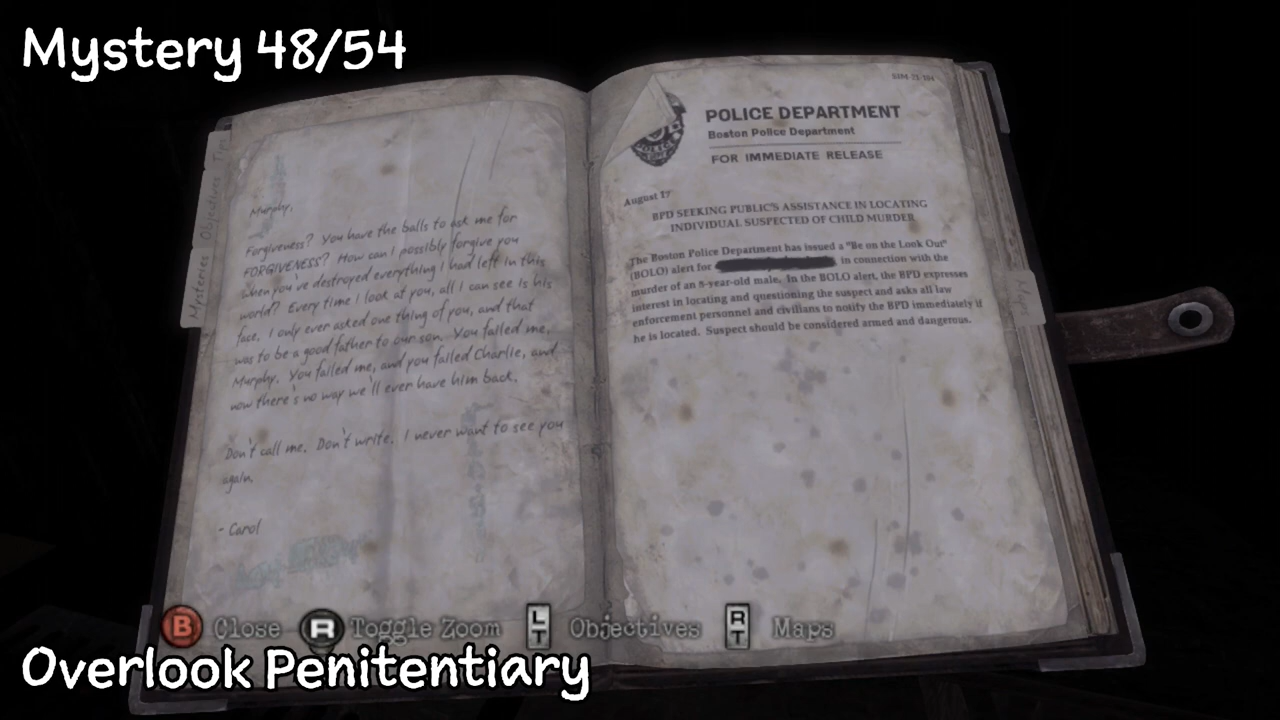 Mystery 48/54
Mysteries
Objectives
Murphy,
Forgiveness? You have the balls to ask me for
FORGIVENESS? How can I possibly forgive you
when you've destroyed everything I had left in this
world? Every time I look at you, all I can see is his
face. I only ever asked one thing of you, and that
was to be a good father to our son. You failed me,
Murphy. You failed me, and you failed Charlie, and
now there's no way we'll ever have him back.
Don't call me. Don't write. I never want to see you
again.
- Carol
POLICE DEPARTMENT
Boston Police Department
FOR IMMEDIATE RELEASE
August 17
BPD SEEKING PUBLIC'S ASSISTANCE IN LOCATING
INDIVIDUAL SUSPECTED OF CHILD MURDER
The Boston Police Department has issued a "Be on the Look Out"
(BOLO) alert for in connection with the
murder of an 8-year-old male. In the BOLO alert, the BPD expresses
interest in locating and questioning the suspect and asks all law
enforcement personnel and civilians to notify the BPD immediately if
he is located. Suspect should be considered armed and dangerous.
Maps
B Close R Toggle Zoom LT Objectives RT Maps
Overlook Penitentiary